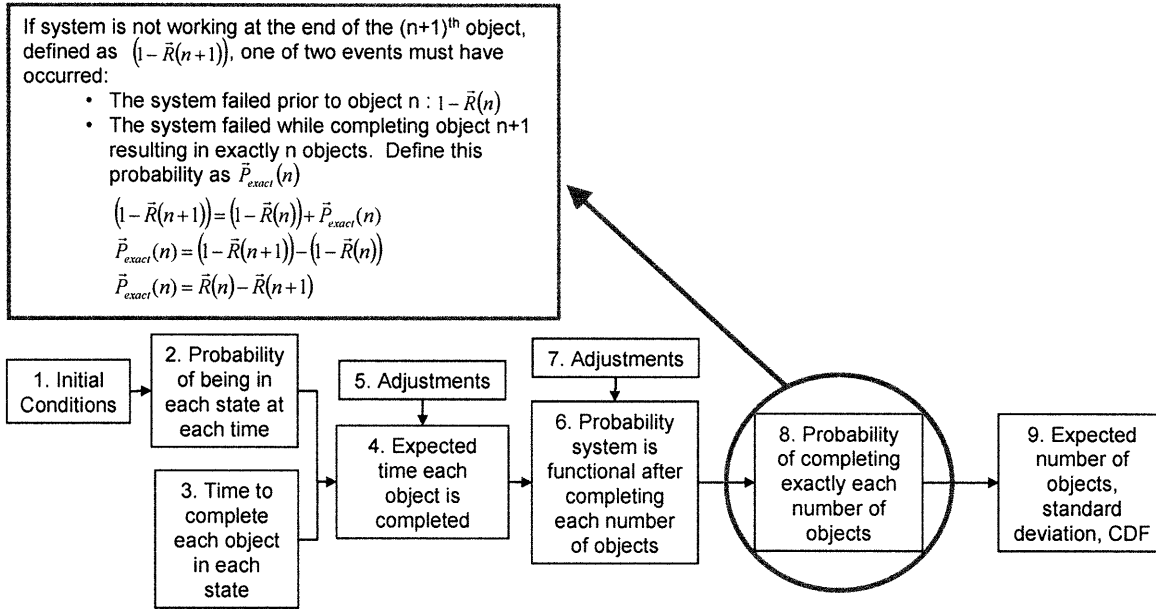 If system is not working at the end of the (n+1)th object,
defined as (1− R⃗(n+1)), one of two events must have
occurred:
• The system failed prior to object n : 1− R⃗(n)
• The system failed while completing object n+1
resulting in exactly n objects. Define this
probability as P⃗exact(n)
(1− R⃗(n+1))=(1− R⃗(n))+ P⃗exact(n)
P⃗exact(n)=(1− R⃗(n+1))−(1− R⃗(n))
P⃗exact(n)= R⃗(n)− R⃗(n+1)
1. Initial
Conditions
2. Probability
of being in
each state at
each time
3. Time to
complete
each object
in each
state
5. Adjustments
4. Expected
time each
object is
completed
7. Adjustments
6. Probability
system is
functional after
completing
each number
of objects
8. Probability
of completing
exactly each
number of
objects
9. Expected
number of
objects,
standard
deviation, CDF